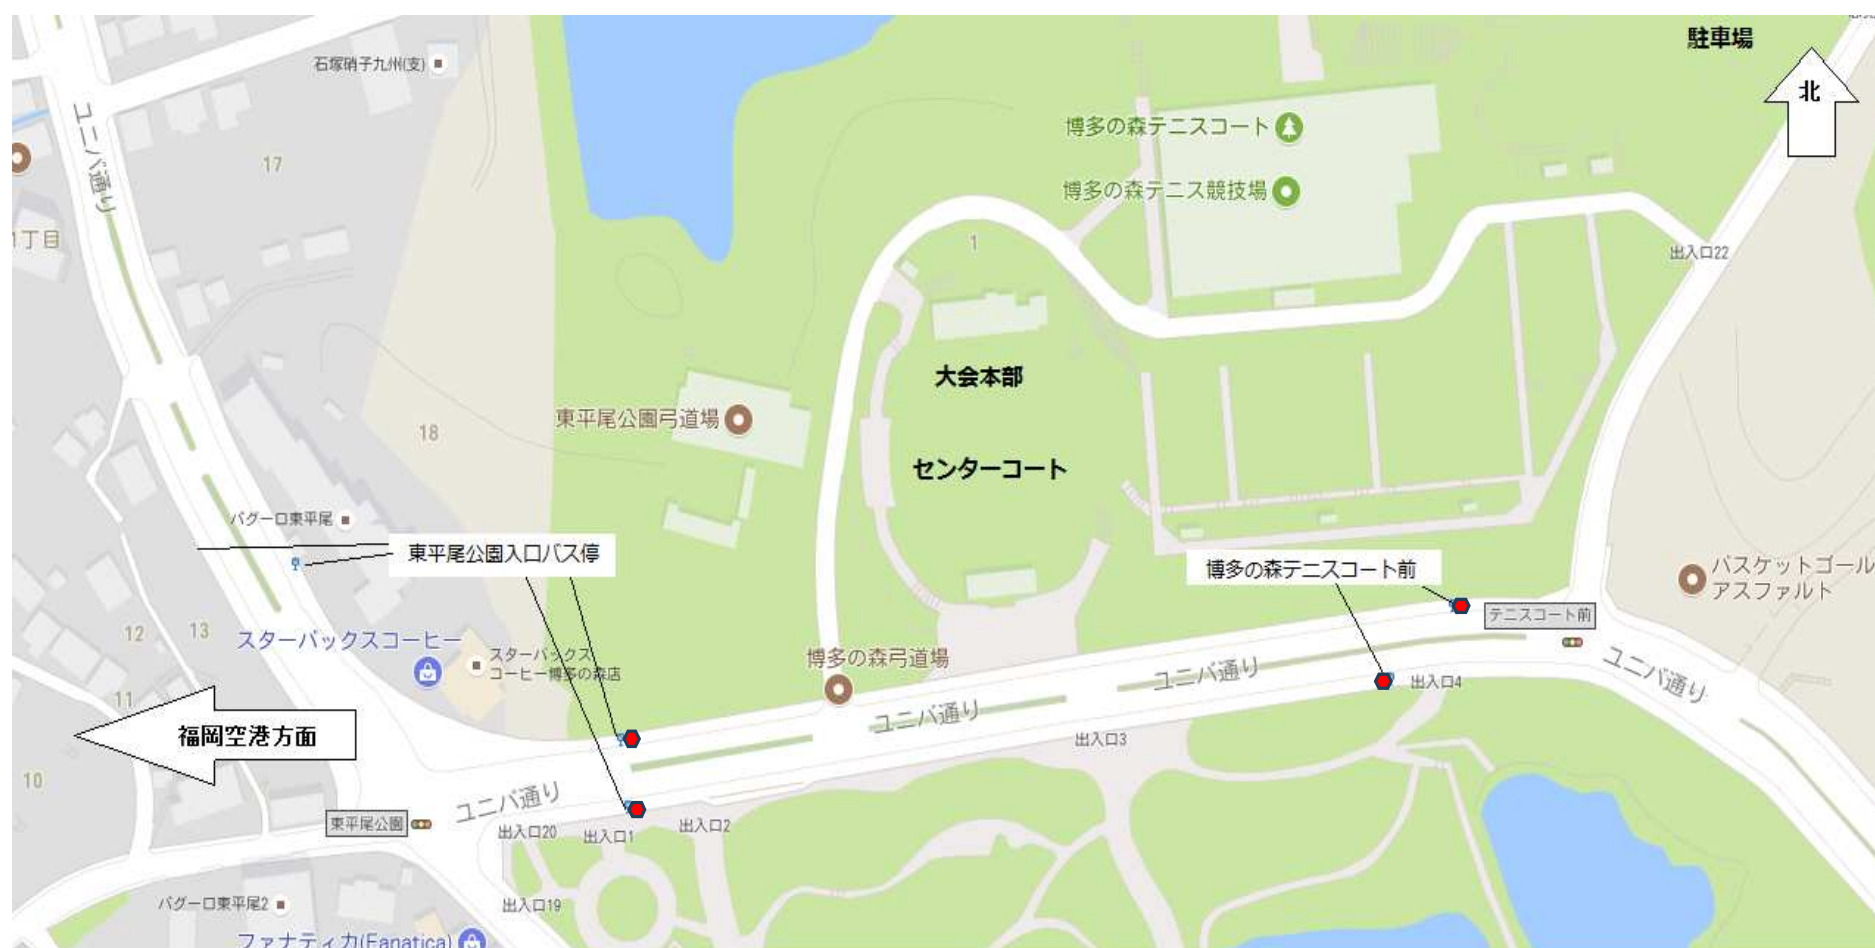 駐車場
北
石塚硝子九州(支)
博多の森テニスコート
博多の森テニス競技場
ユニバ通り
17
1丁目
1
出入口22
大会本部
東平尾公園弓道場
18
センターコート
パグーロ東平尾
東平尾公園入口バス停
博多の森テニスコート前
バスケットゴール
アスファルト
テニスコート前
12
13
スターバックスコーヒー
スターバックス
コーヒー博多の森店
博多の森弓道場
ユニバ通り
ユニバ通り
出入口4
ユニバ通り
11
福岡空港方面
出入口3
10
ユニバ通り
東平尾公園
出入口20
出入口1
出入口2
パグーロ東平尾2
出入口19
ファナティカ(Fanatica)